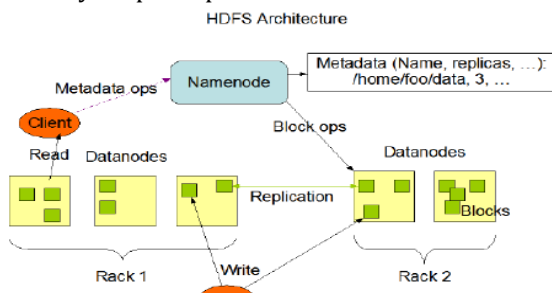 HDFS Architecture
Metadata (Name, replicas, ...):
/home/foo/data, 3, ...
Namenode
Metadata ops
Client
Block ops
Read
Datanodes
Datanodes
Replication
Blocks
Rack 1
Write
Rack 2